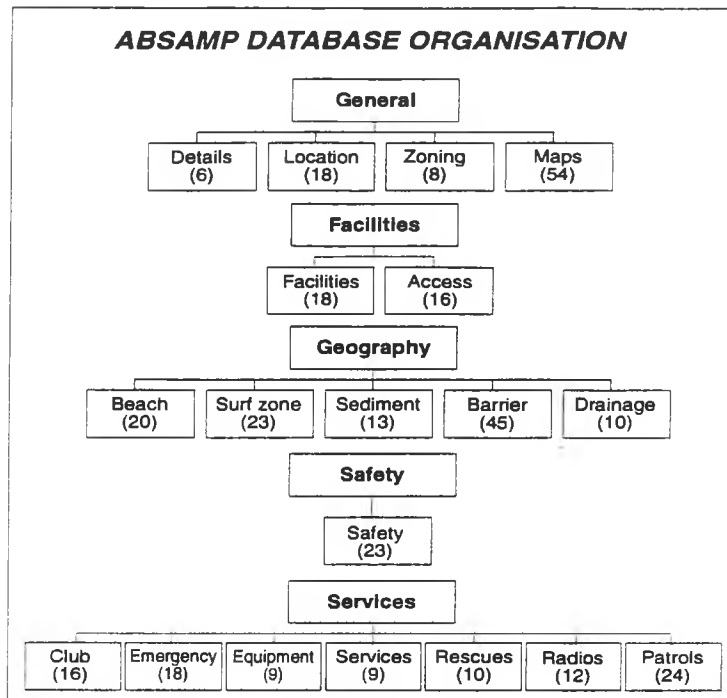 ABSAMP DATABASE ORGANISATION
General
Details Location Zoning Maps
(6) (18) (8) (54)
Facilities
Facilities Access
(18) (16)
Geography
Beach Surf zone Sediment Barrier Drainage
(20) (23) (13) (45) (10)
Safety
Safety
(23)
Services
Club Emergency Equipment Services Rescues Radios Patrols
(16) (18) (9) (9) (10) (12) (24)